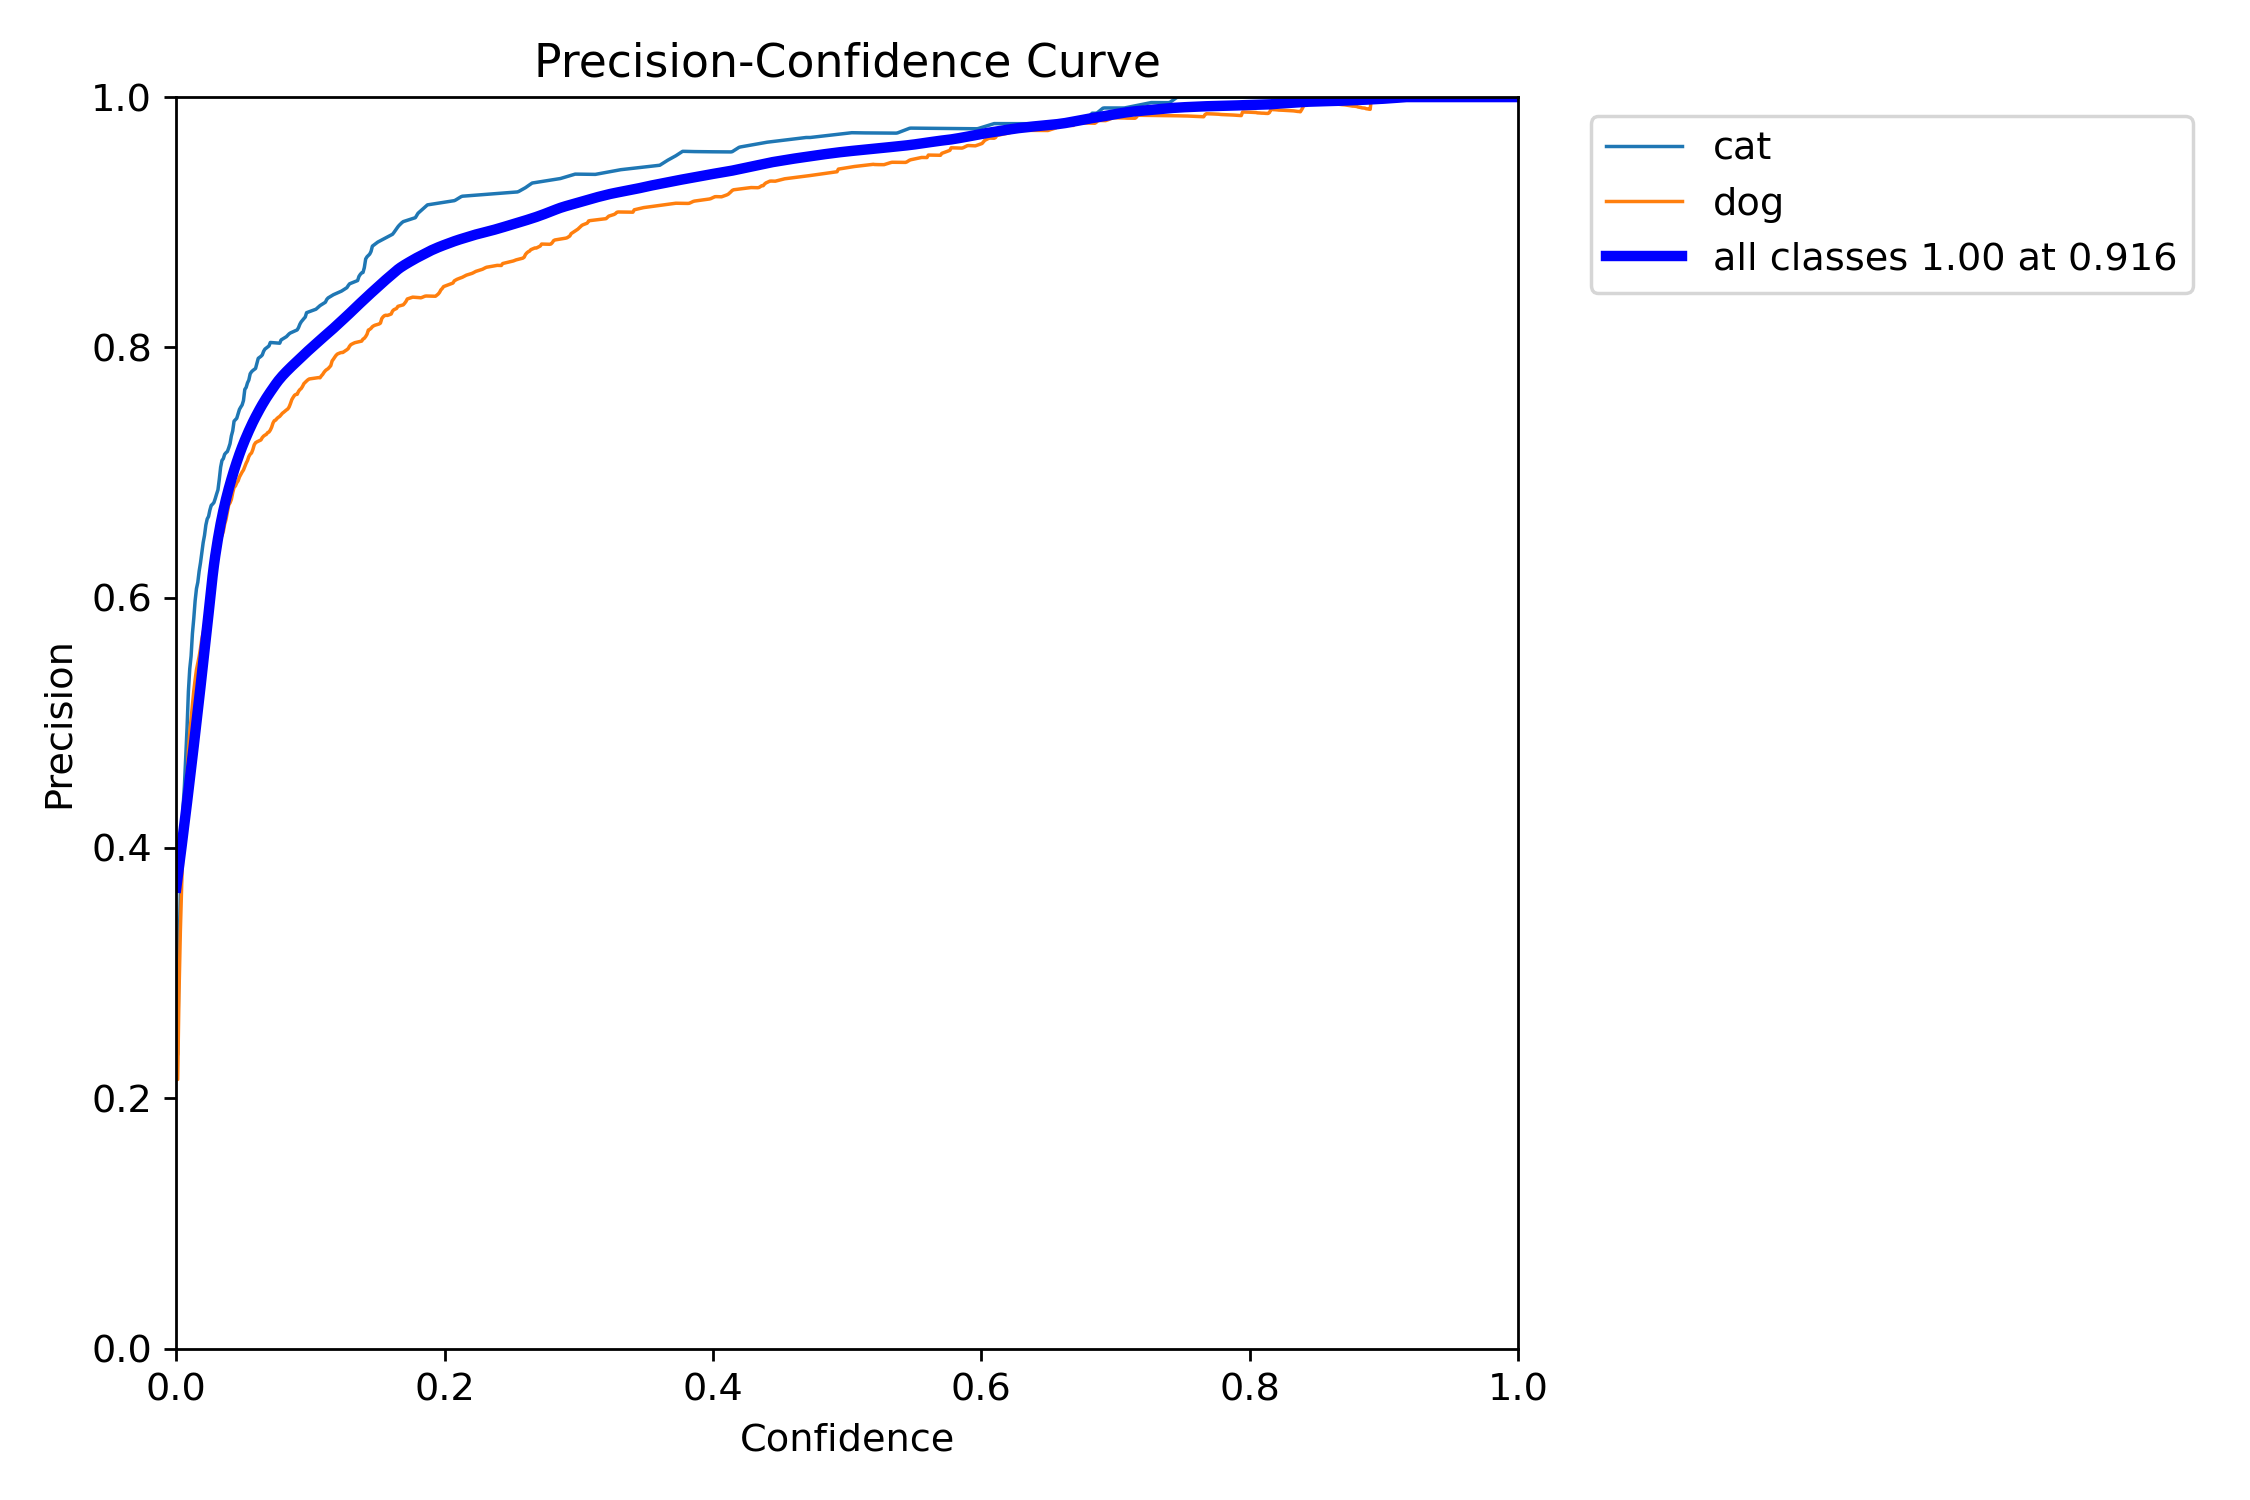 Precision-Confidence Curve
1.0
0.8
0.6
0.4
0.2
0.0
Precision
0.0 0.2 0.4 0.6 0.8 1.0
Confidence
cat
dog
all classes 1.00 at 0.916